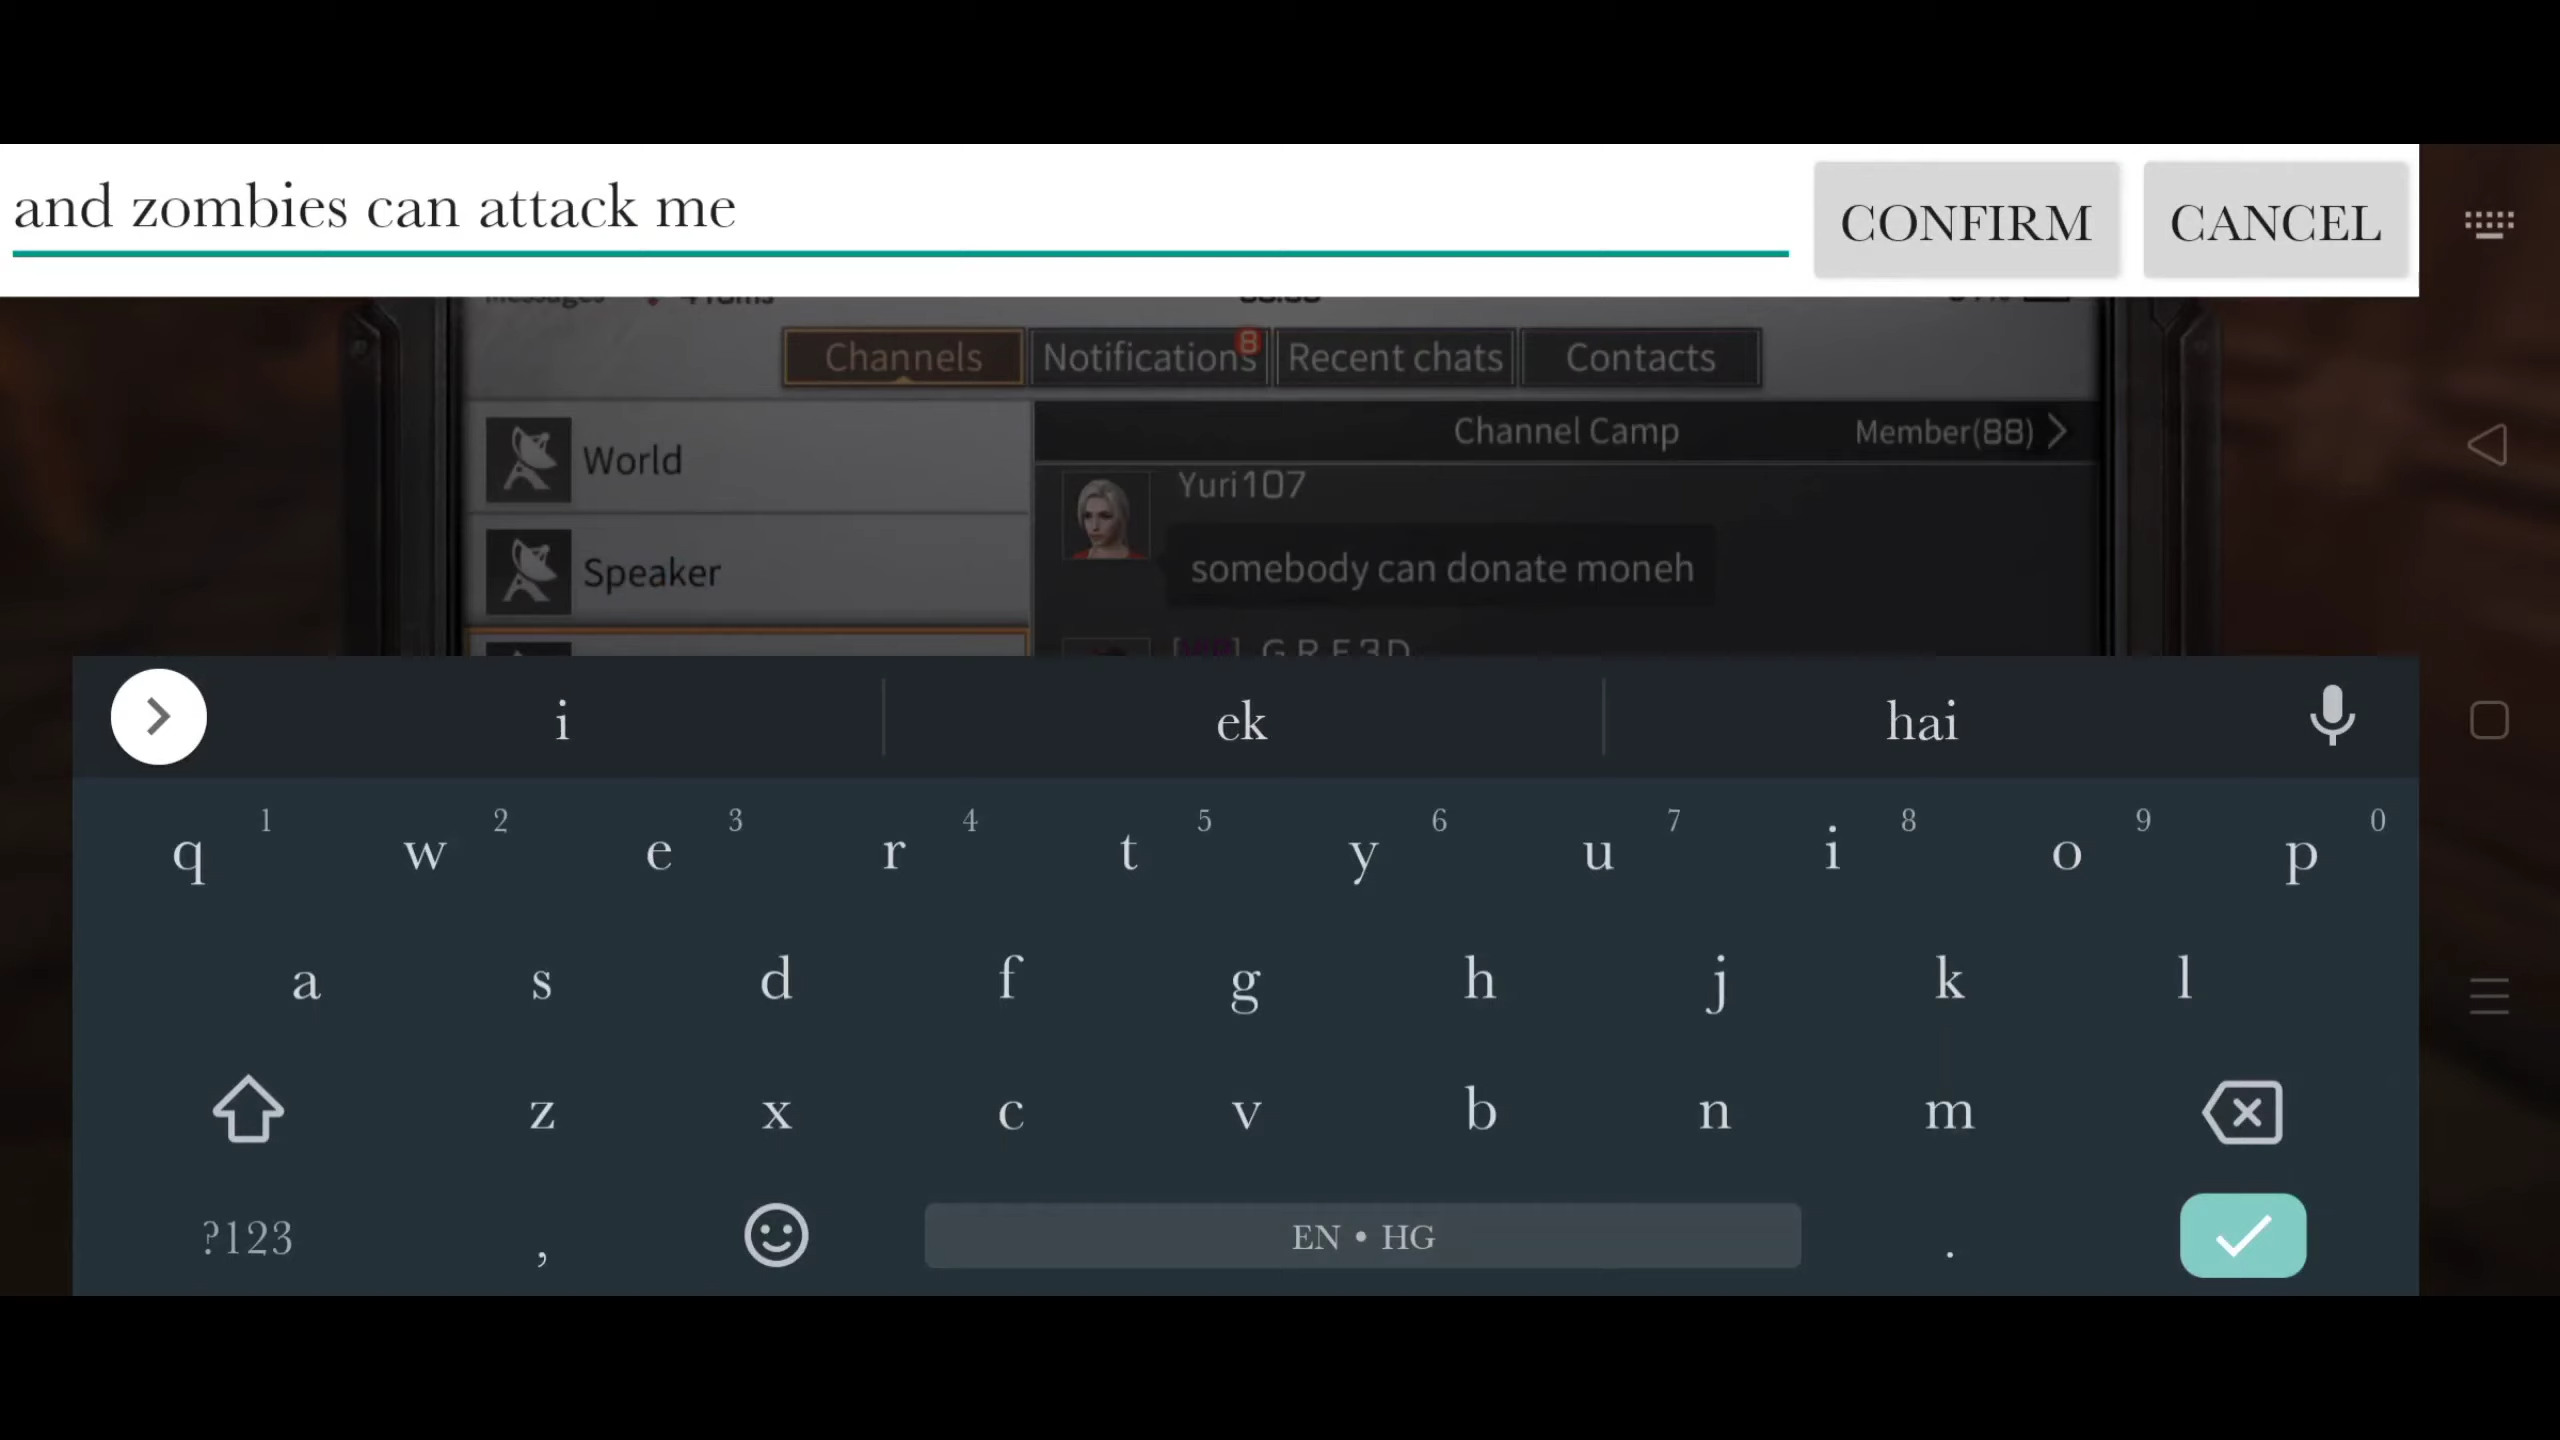 and zombies can attack me
CONFIRM
CANCEL
Channels
Notifications
8
Recent chats
Contacts
World
Speaker
Channel Camp
Member(88)
Yuri107
somebody can donate moneh
G R E 3 D
i
ek
hai
q 1 w 2 e 3 r 4 t 5 y 6 u 7 i 8 o 9 p 0
a s d f g h j k l
z x c v b n m
?123 , EN • HG .